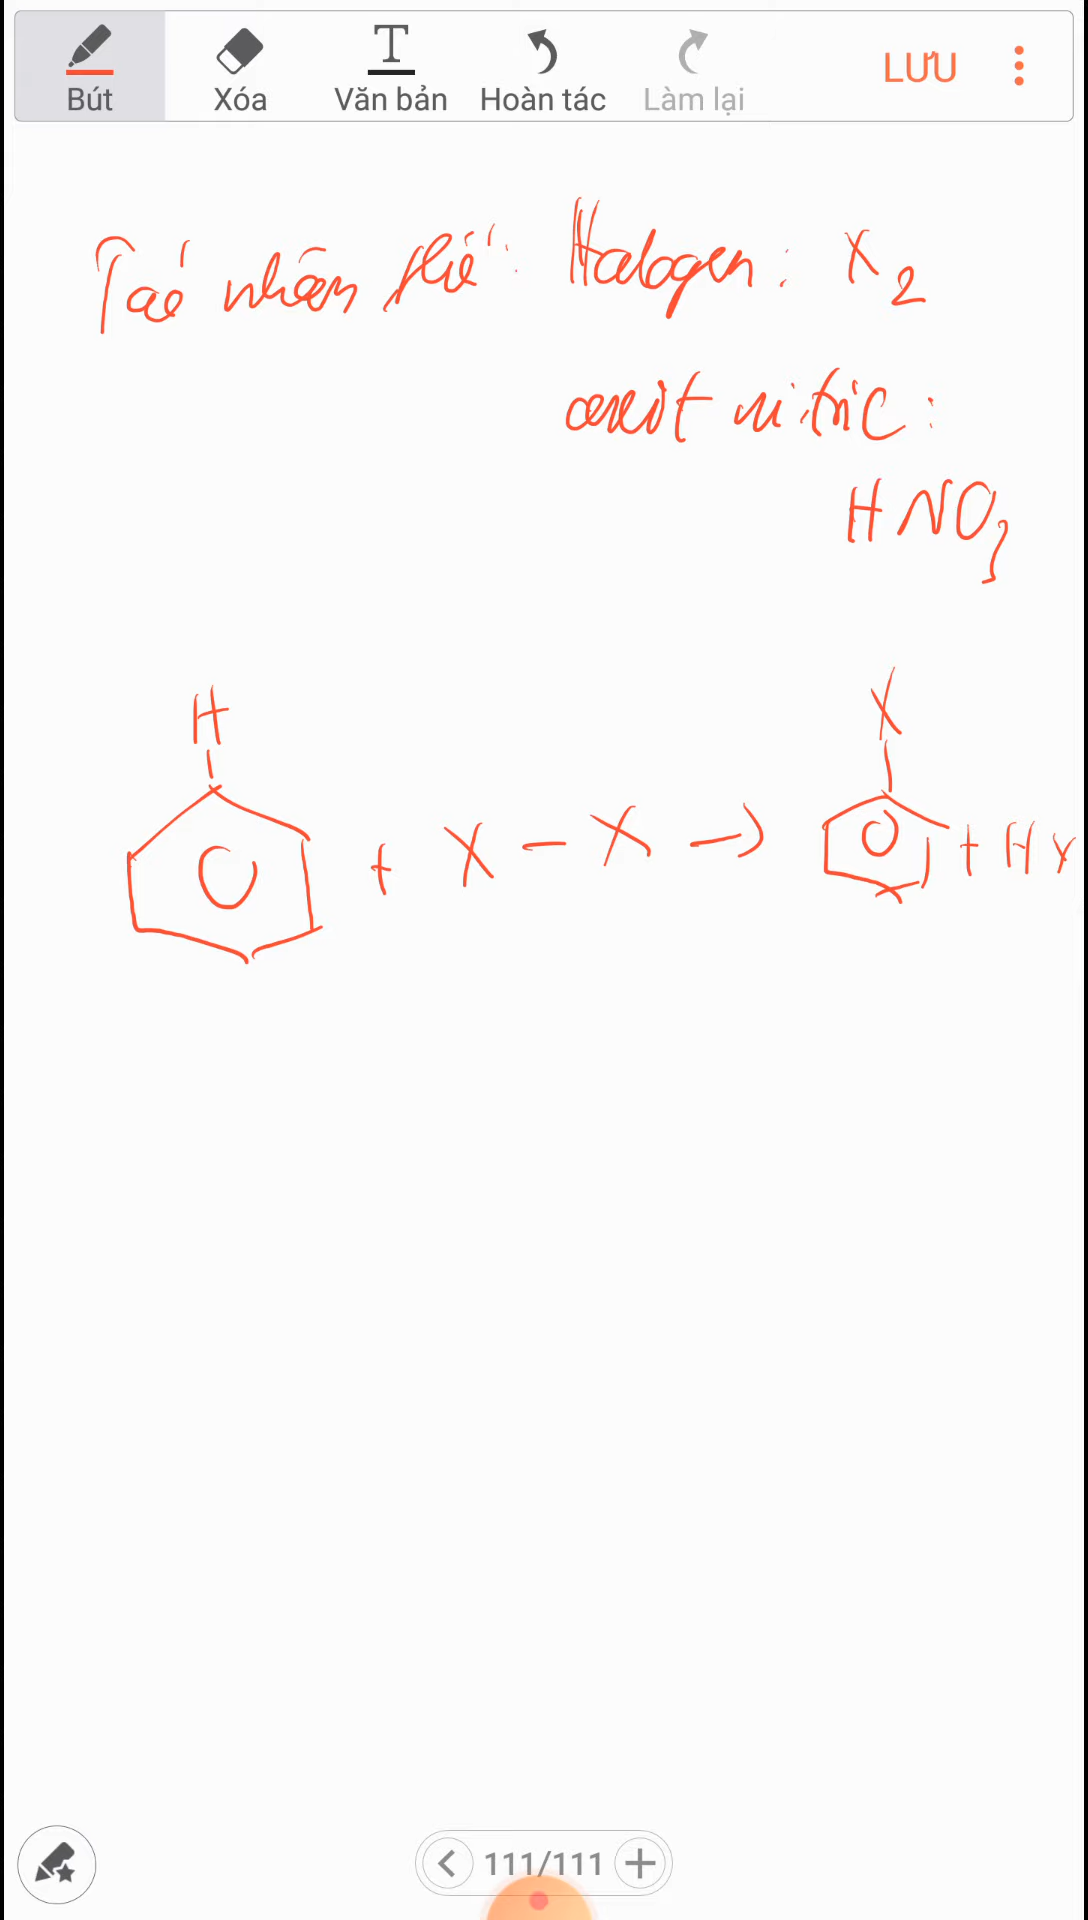 Bút Xóa Văn bản Hoàn tác Làm lại LƯU
Tác nhân thế: Halogen: X2
axit nitric:
HNO3
H X
+ X - X → + HX
111/111